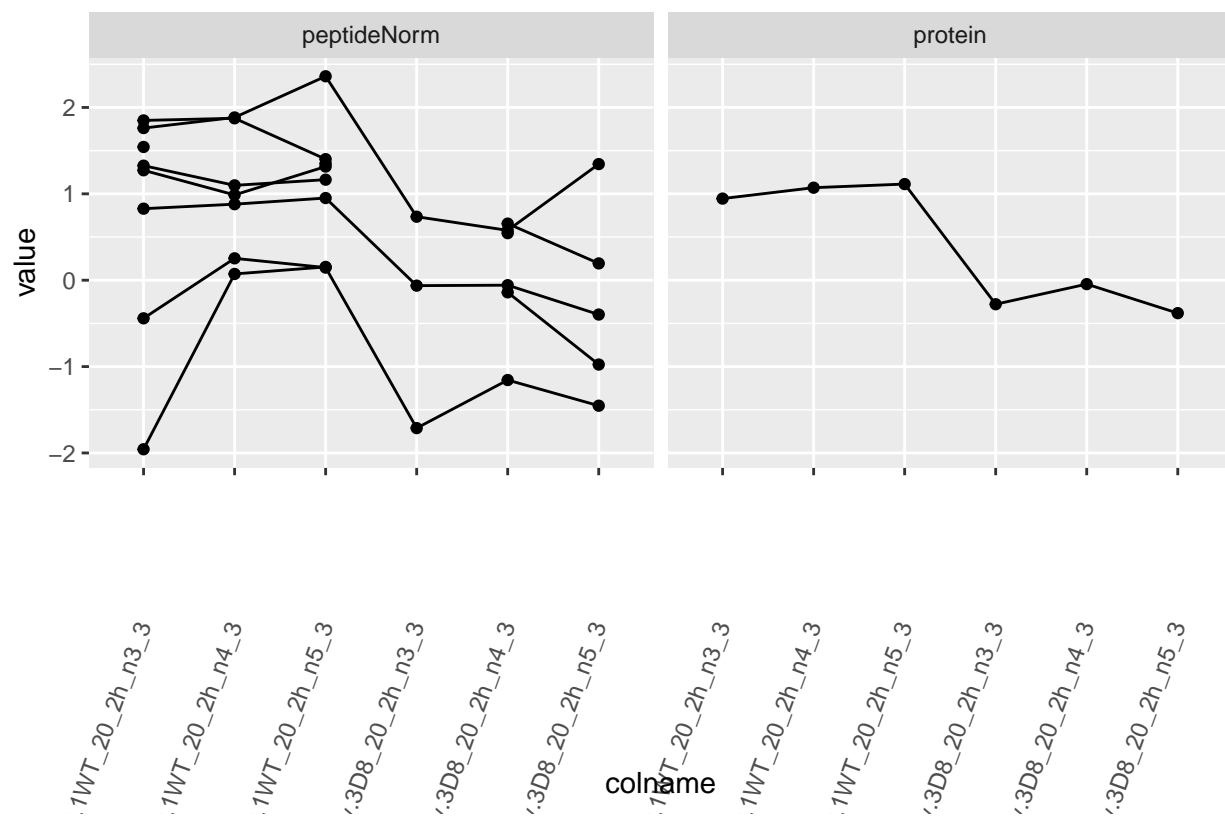 peptideNorm protein
value
2
1
0
−1
−2
1WT_20_2h_n3_3
1WT_20_2h_n4_3
1WT_20_2h_n5_3
.3D8_20_2h_n3_3
.3D8_20_2h_n4_3
.3D8_20_2h_n5_3
1WT_20_2h_n3_3
.1WT_20_2h_n4_3
.1WT_20_2h_n5_3
.3D8_20_2h_n3_3
.3D8_20_2h_n4_3
.3D8_20_2h_n5_3
colname